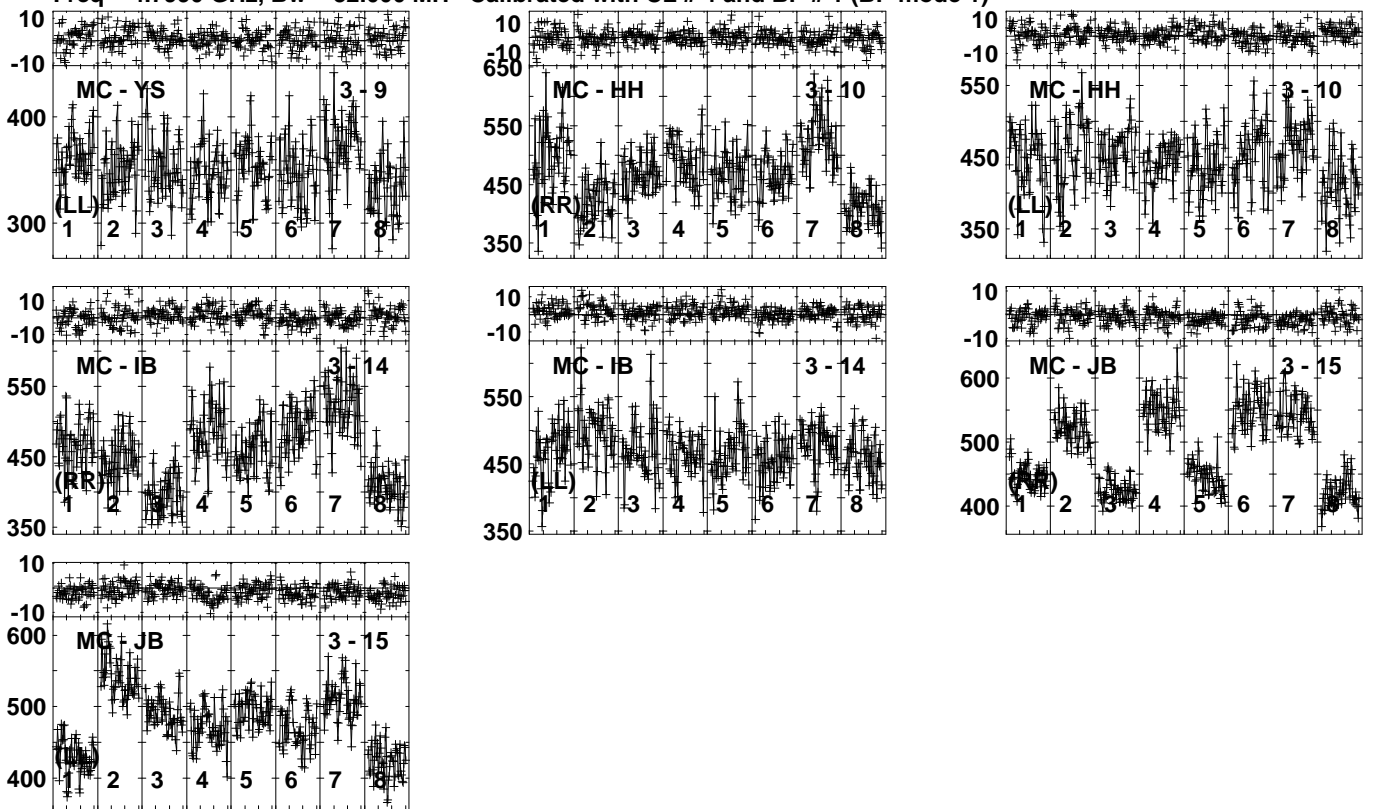 10 10 10
-10 -10 -10
MC - YS 3 - 9
650 MC - HH 3 - 10
550 MC - HH 3 - 10
400 550
450 450
(LL) (RR) (LL)
300 350 350
1 2 3 4 5 6 7 8
1 2 3 4 5 6 7 8
1 2 3 4 5 6 7 8
10 10 10
-10 -10 -10
MC - IB 3 - 14
MC - IB 3 - 14
MC - JB 3 - 15
550 550 600
450 450 500
(RR) (LL) (RR)
350 350 400
1 2 3 4 5 6 7 8
1 2 3 4 5 6 7 8
1 2 3 4 5 6 7 8
10
-10
600 MC - JB 3 - 15
500
(LL)
400
1 2 3 4 5 6 7 8